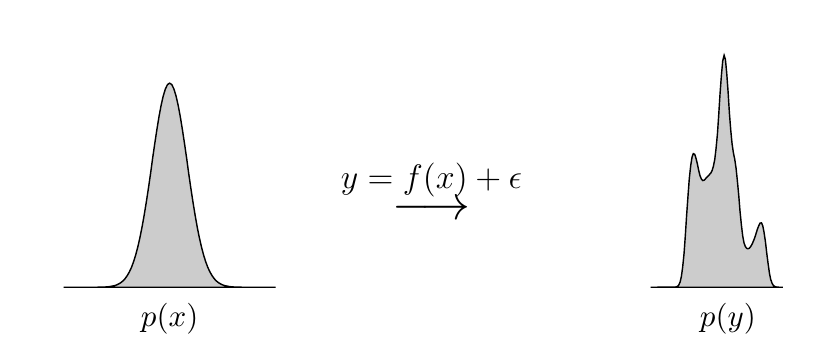 y = f(x) + ϵ
p(x)
p(y)